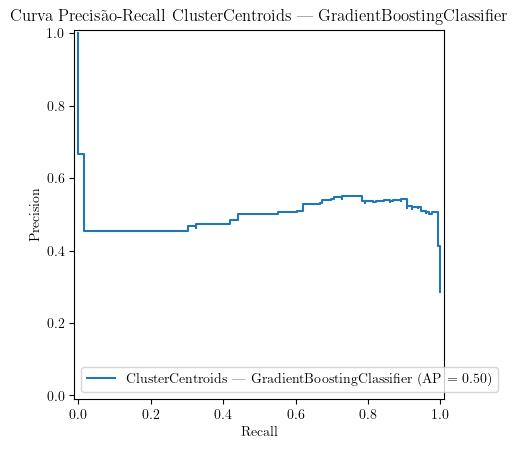 Curva Precisão-Recall ClusterCentroids — GradientBoostingClassifier
1.0
0.8
0.6
0.4
0.2
0.0
Precision
ClusterCentroids — GradientBoostingClassifier (AP = 0.50)
0.0 0.2 0.4 0.6 0.8 1.0
Recall